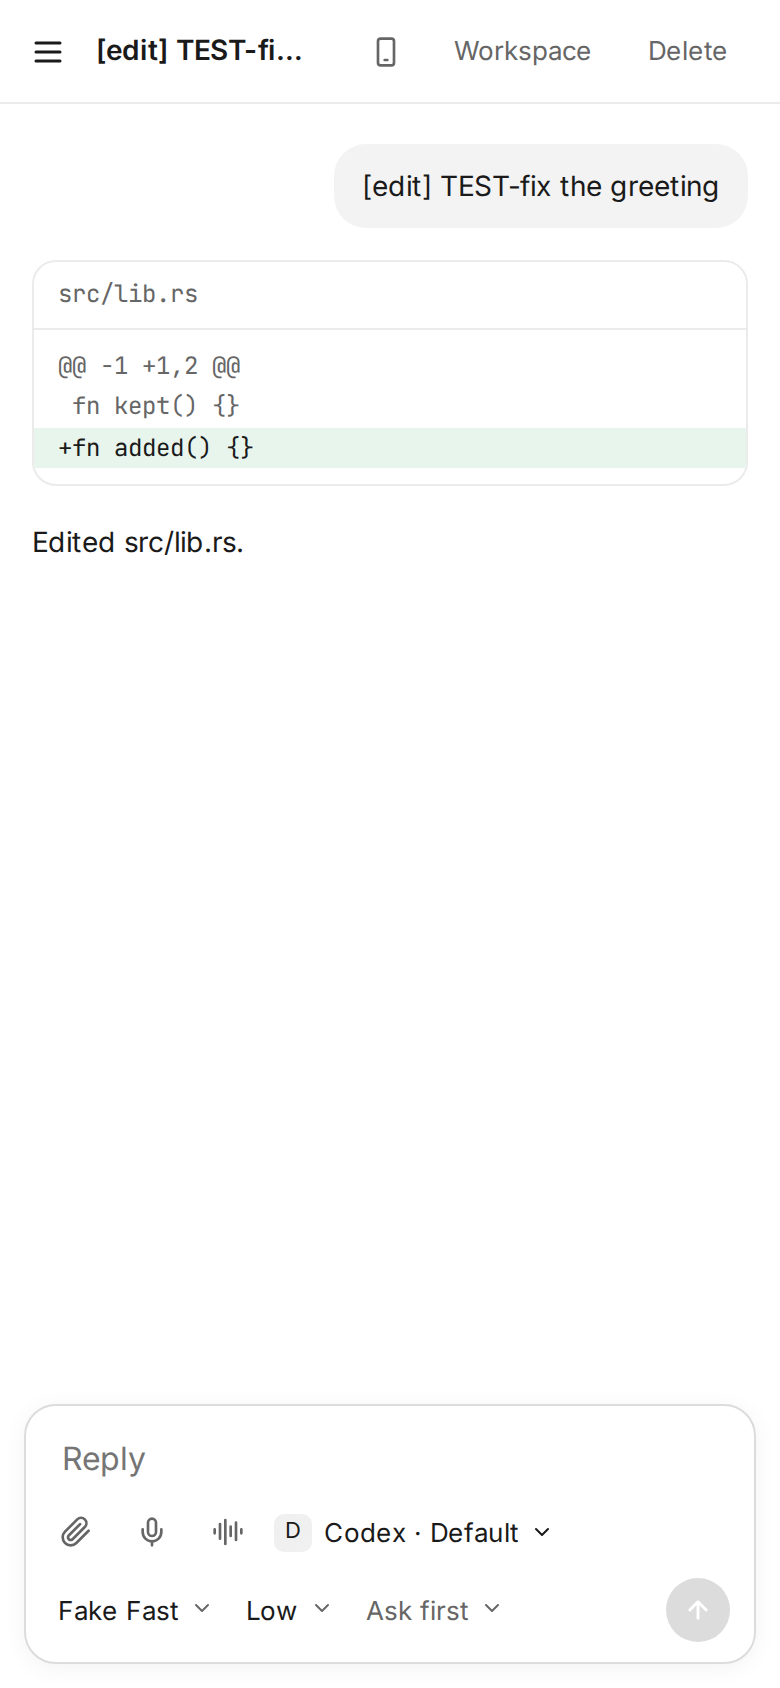 [edit] TEST-fi... Workspace Delete
[edit] TEST-fix the greeting
src/lib.rs
@@ -1 +1,2 @@
 fn kept() {}
+fn added() {}
Edited src/lib.rs.
Reply
D Codex · Default
Fake Fast Low Ask first